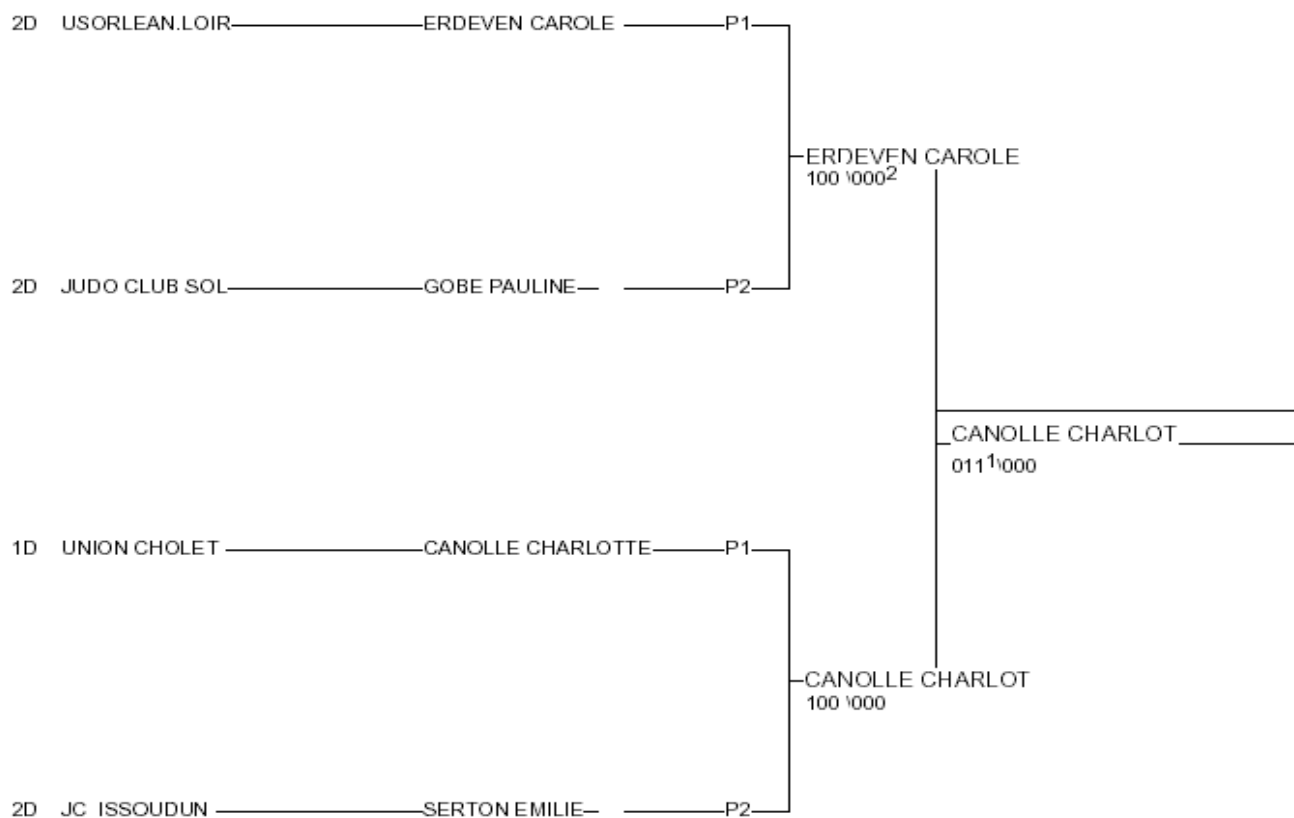 2D USORLEAN.LOIR ERDEVEN CAROLE P1
ERDEVEN CAROLE
100 \000²
2D JUDO CLUB SOL GOBE PAULINE P2
CANOLLE CHARLOT
011¹\000
1D UNION CHOLET CANOLLE CHARLOTTE P1
CANOLLE CHARLOT
100 \000
2D JC ISSOUDUN SERTON EMILIE P2